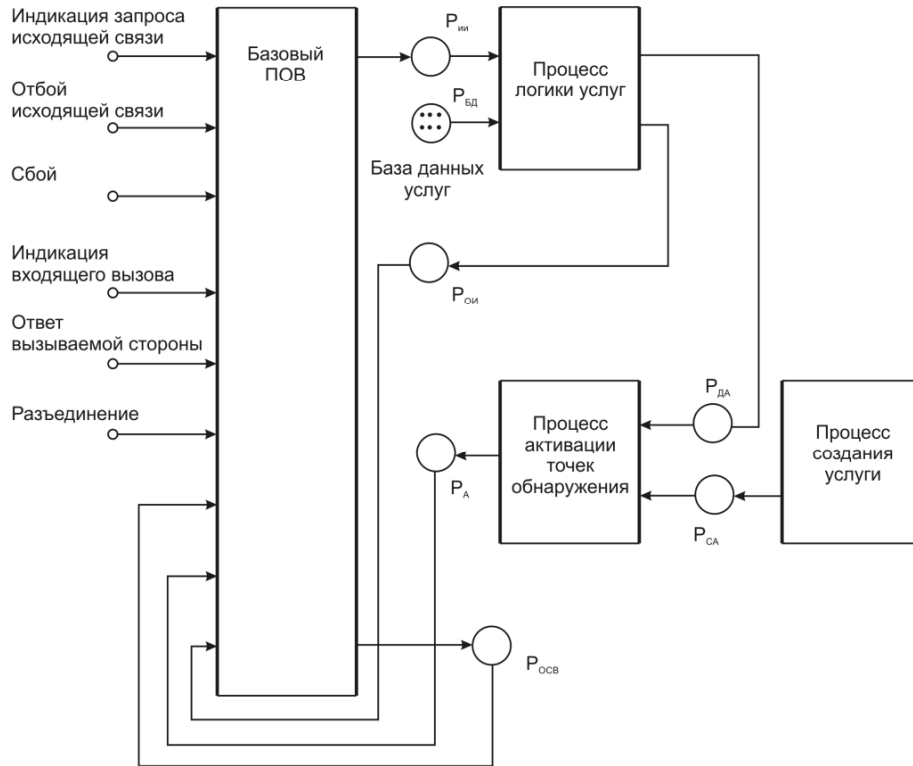 Индикация запроса
исходящей связи
Отбой
исходящей связи
Сбой
Индикация
входящего вызова
Ответ
вызываемой стороны
Разъединение
Базовый
ПОВ
Pии
PБД
База данных
услуг
Процесс
логики услуг
PОИ
PДА
Процесс
активации
точек
обнаружения
PА
PСА
Процесс
создания
услуги
PОСВ